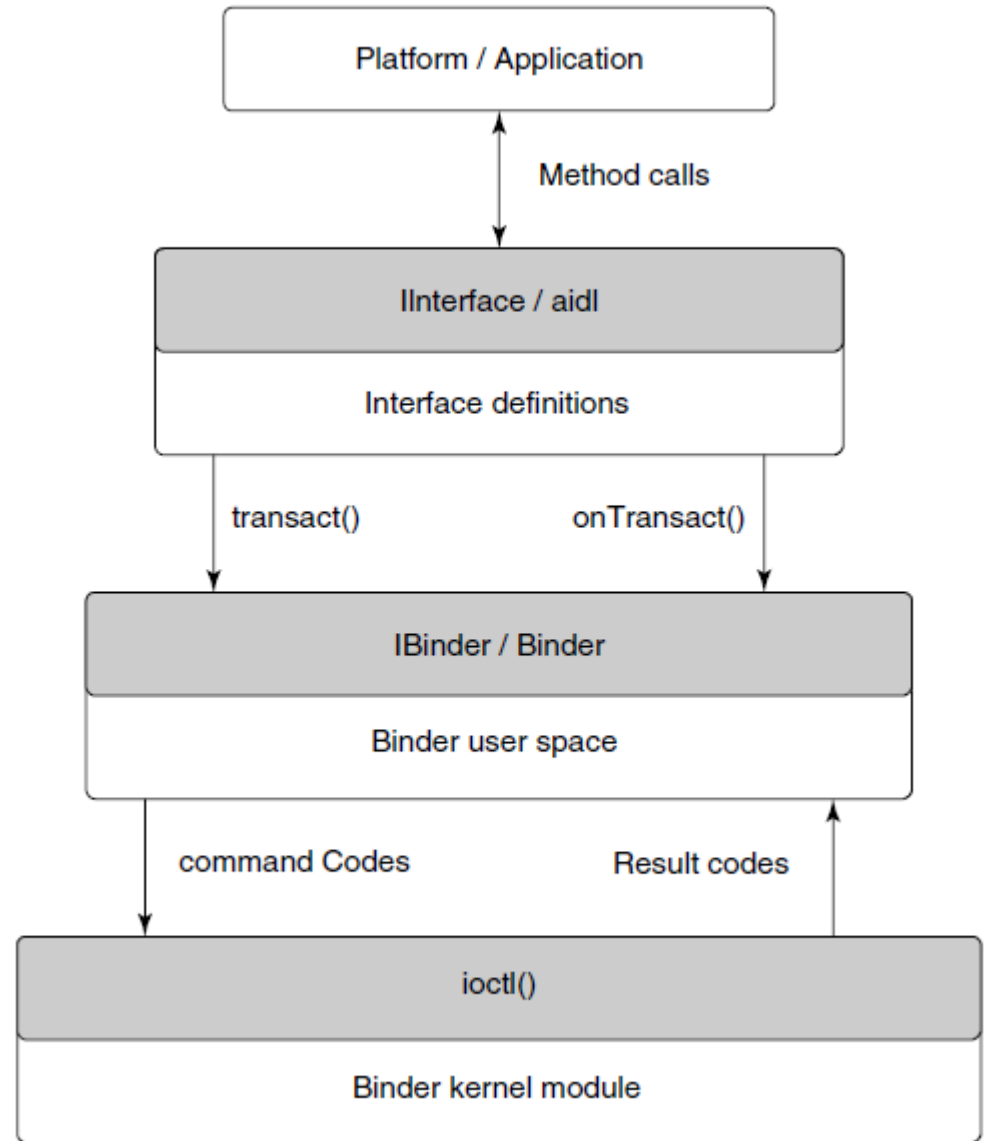 Platform / Application
Method calls
IInterface / aidl
Interface definitions
transact()
onTransact()
IBinder / Binder
Binder user space
command Codes
Result codes
ioctl()
Binder kernel module